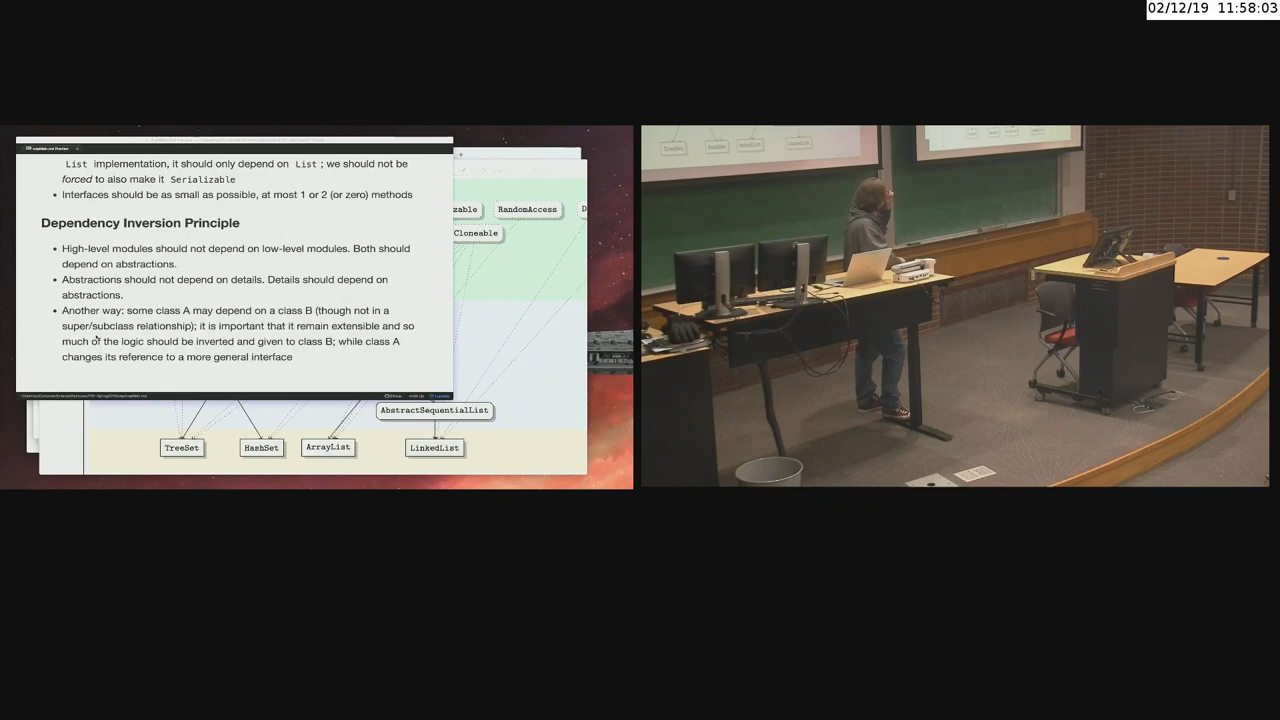 02/12/19 11:58:03
List implementation, it should only depend on List ; we should not be
forced to also make it Serializable
• Interfaces should be as small as possible, at most 1 or 2 (or zero) methods
Dependency Inversion Principle
• High-level modules should not depend on low-level modules. Both should
depend on abstractions.
• Abstractions should not depend on details. Details should depend on
abstractions.
• Another way: some class A may depend on a class B (though not in a
super/subclass relationship); it is important that it remain extensible and so
much of the logic should be inverted and given to class B; while class A
changes its reference to a more general interface
zable RandomAccess D
Cloneable
AbstractSequentialList
TreeSet HashSet ArrayList LinkedList